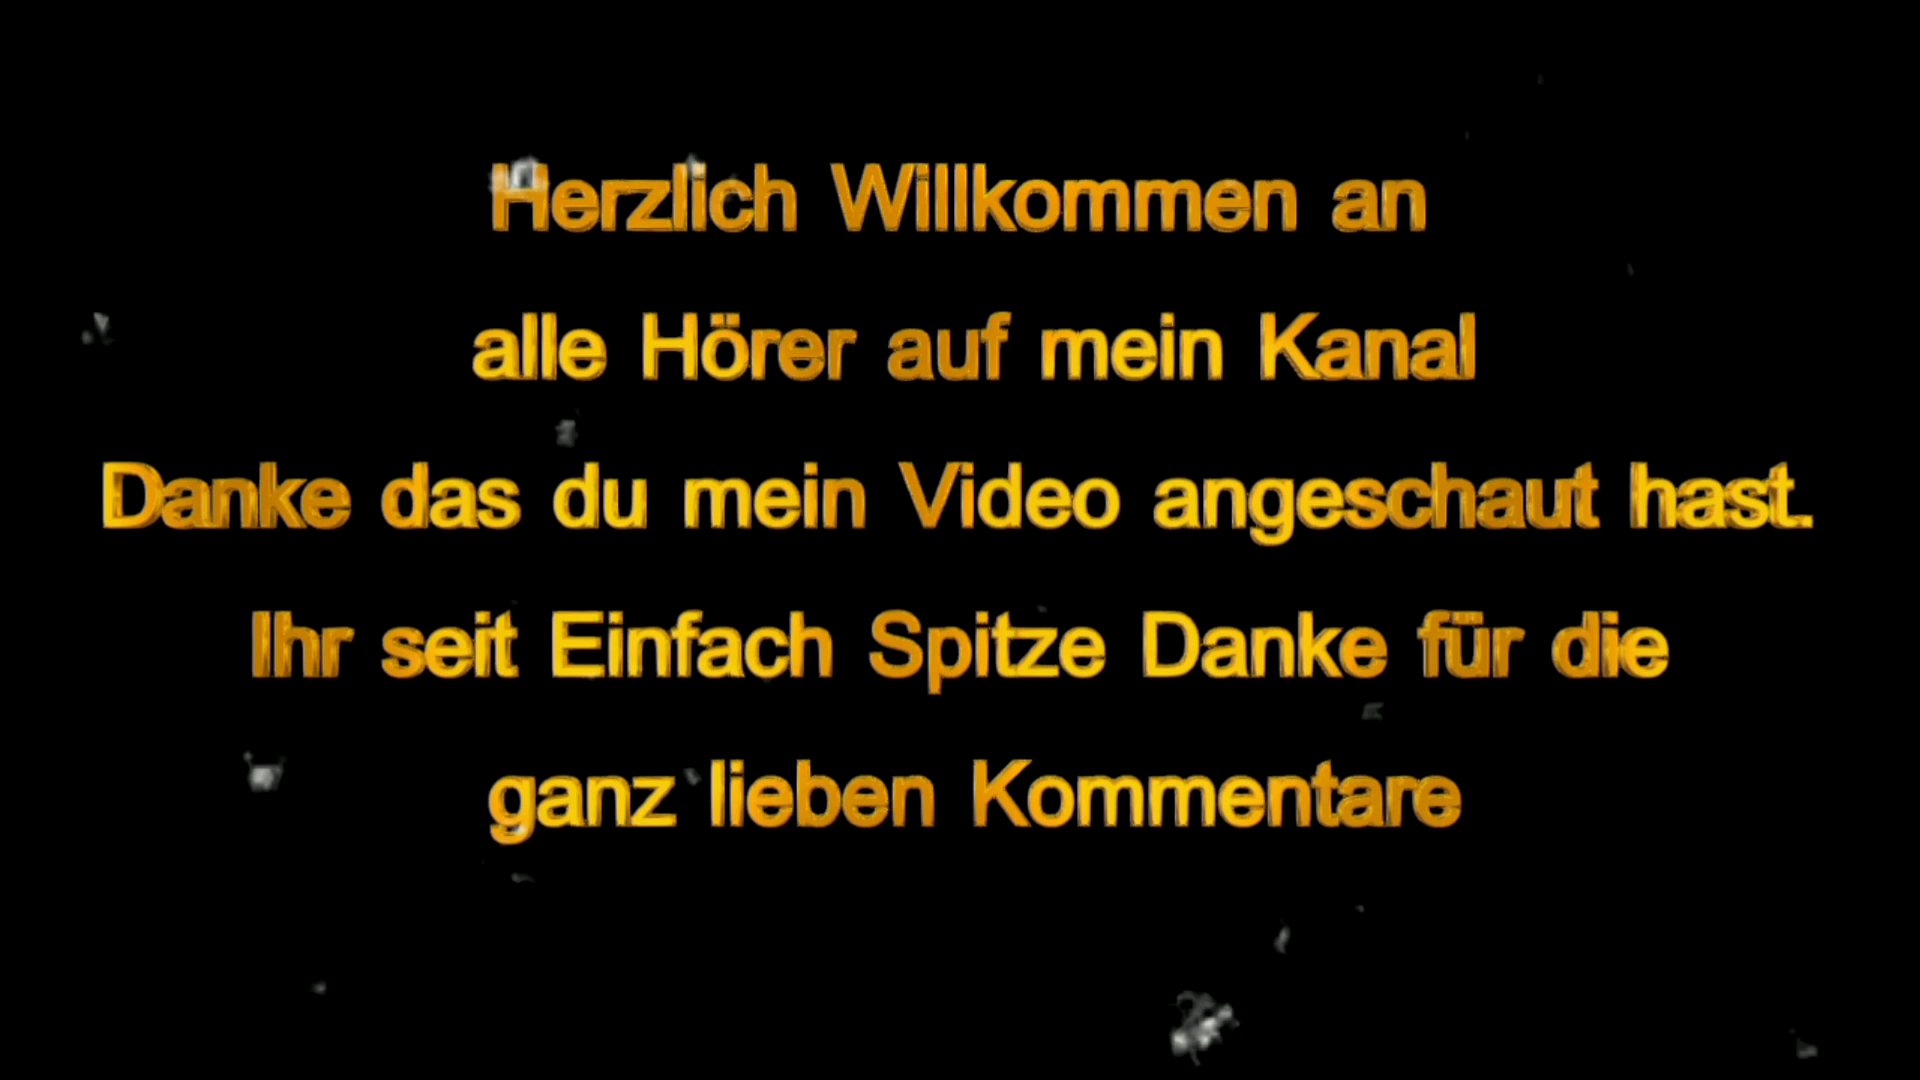 Herzlich Willkommen an
alle Hörer auf mein Kanal
Danke das du mein Video angeschaut hast.
Ihr seit Einfach Spitze Danke für die
ganz lieben Kommentare